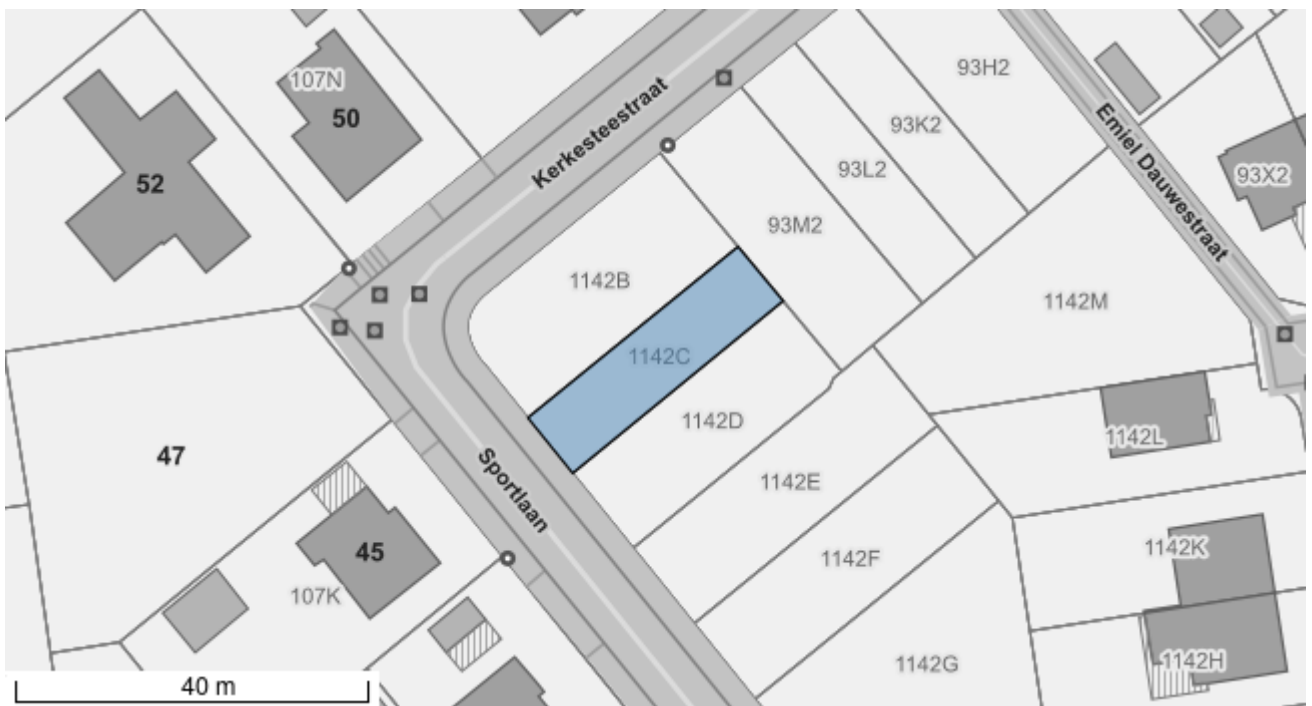 107N
50
52
Kerkesteestraat
93H2
93K2
93L2
93M2
Emiel Dauwestraat
93X2
1142B
1142M
1142C
1142D
1142L
47
Sportlaan
1142E
45
107K
1142F
1142K
1142G
1142H
40 m